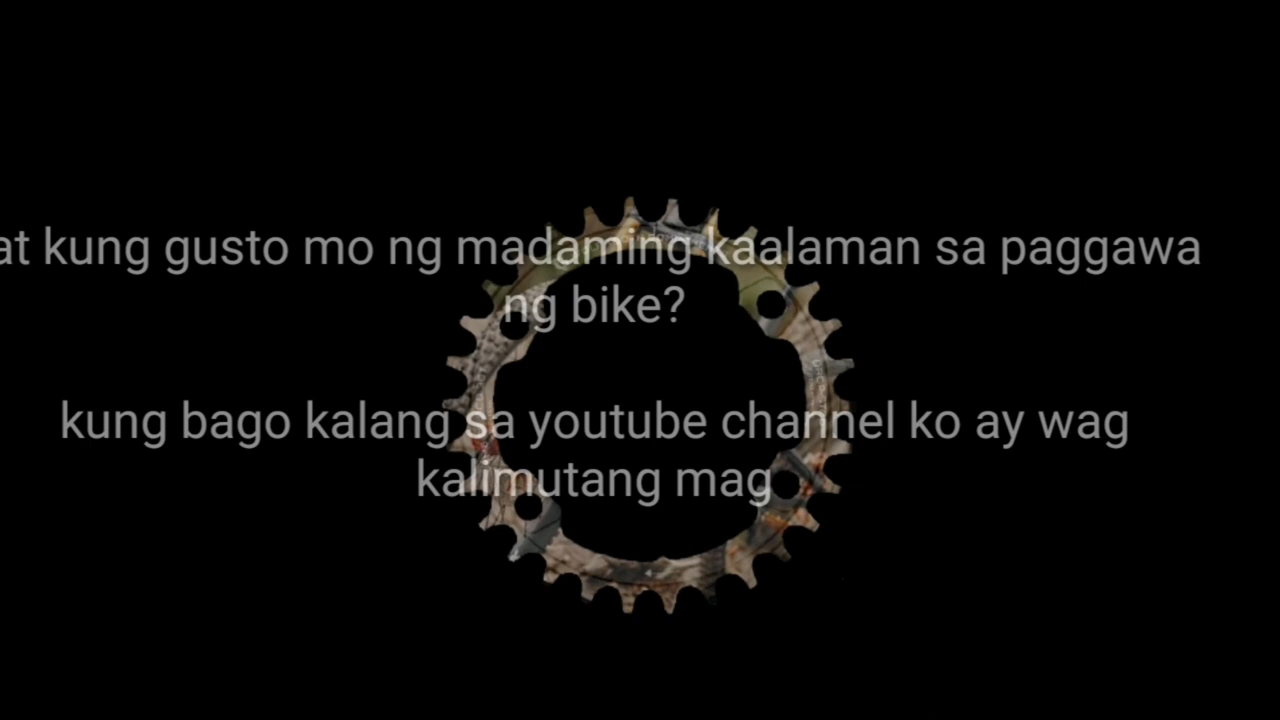 at kung gusto mo ng madaming kaalaman sa paggawa
ng bike?
kung bago kalang sa youtube channel ko ay wag
kalimutang mag